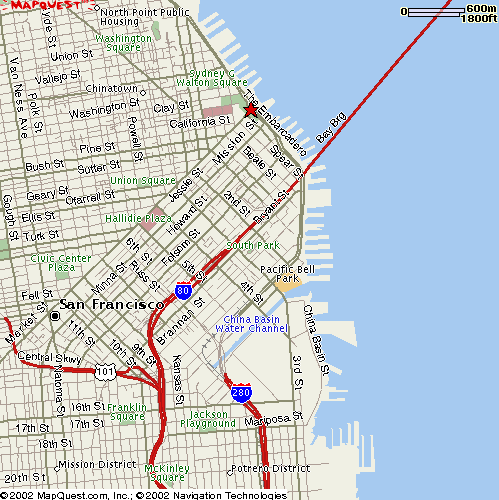 MAPQUEST
North Point Public
Housing
600m
1800ft
0
Hyde St
Union St
Washington
Square
Vallejo St
Sydney G
Walton Square
Chinatown
The Embarcadero
Van Ness Ave
Polk St
Washington St
Clay St
California St
Powell St
Mission St
Bay Brg
Pine St
Spear St
Beale St
Bush St
Sutter St
Union Square
Jessie St
Geary St
Ofarrell St
2nd St
Bryant St
Gough St
Ellis St
Hallidie Plaza
Howard St
Turk St
6th St
Folsom St
South Park
Civic Center
Plaza
Minna St
Russ St
5th St
Pacific Bell
Park
Fell St
80
4th St
San Francisco
Brannan St
China Basin
Water Channel
China Basin St
Market St
11th St
10th St
9th St
Central Skwy
101
Kansas St
3rd St
Naloma St
280
16th St
Franklin
Square
16th St
Jackson
Playground
Mariposa St
17th St
17th St
18th St
20th St
Mission District
McKinley
Square
Potrero District
©2002 MapQuest.com, Inc.; ©2002 Navigation Technologies